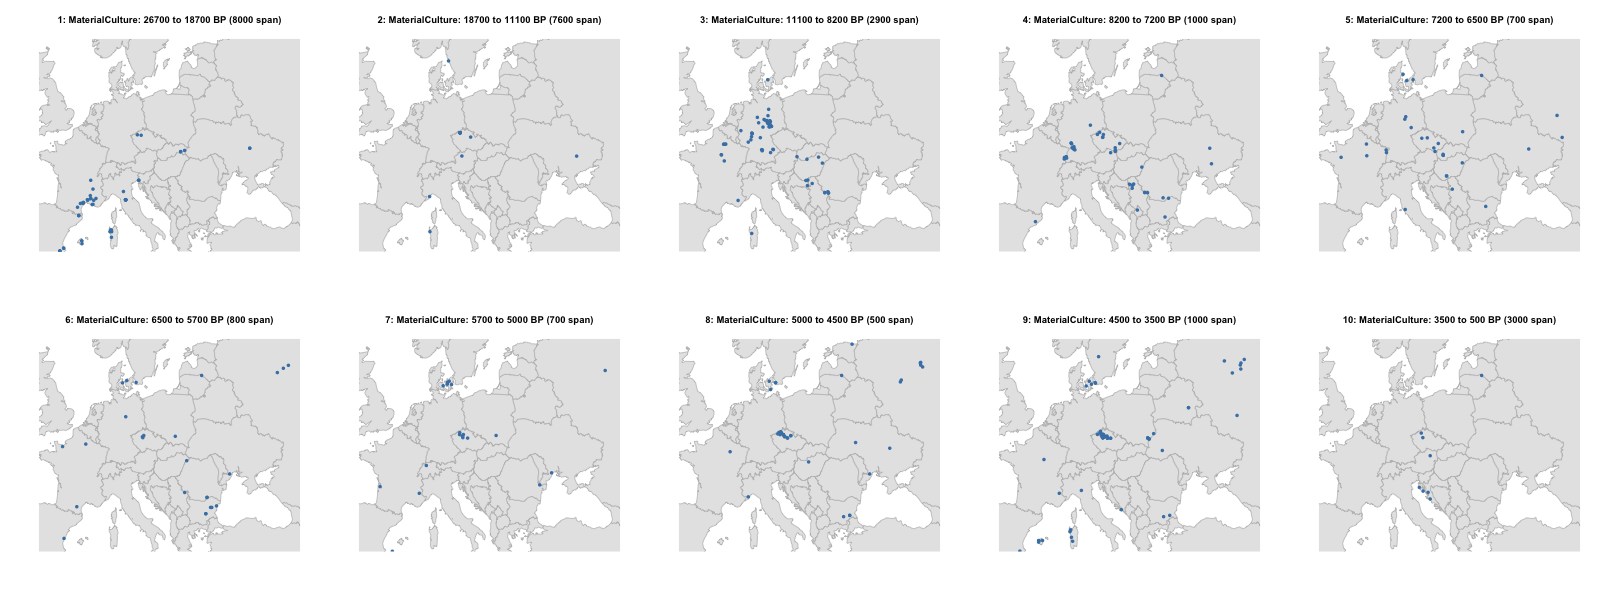 1: MaterialCulture: 26700 to 18700 BP (8000 span)
2: MaterialCulture: 18700 to 11100 BP (7600 span)
3: MaterialCulture: 11100 to 8200 BP (2900 span)
4: MaterialCulture: 8200 to 7200 BP (1000 span)
5: MaterialCulture: 7200 to 6500 BP (700 span)
6: MaterialCulture: 6500 to 5700 BP (800 span)
7: MaterialCulture: 5700 to 5000 BP (700 span)
8: MaterialCulture: 5000 to 4500 BP (500 span)
9: MaterialCulture: 4500 to 3500 BP (1000 span)
10: MaterialCulture: 3500 to 500 BP (3000 span)